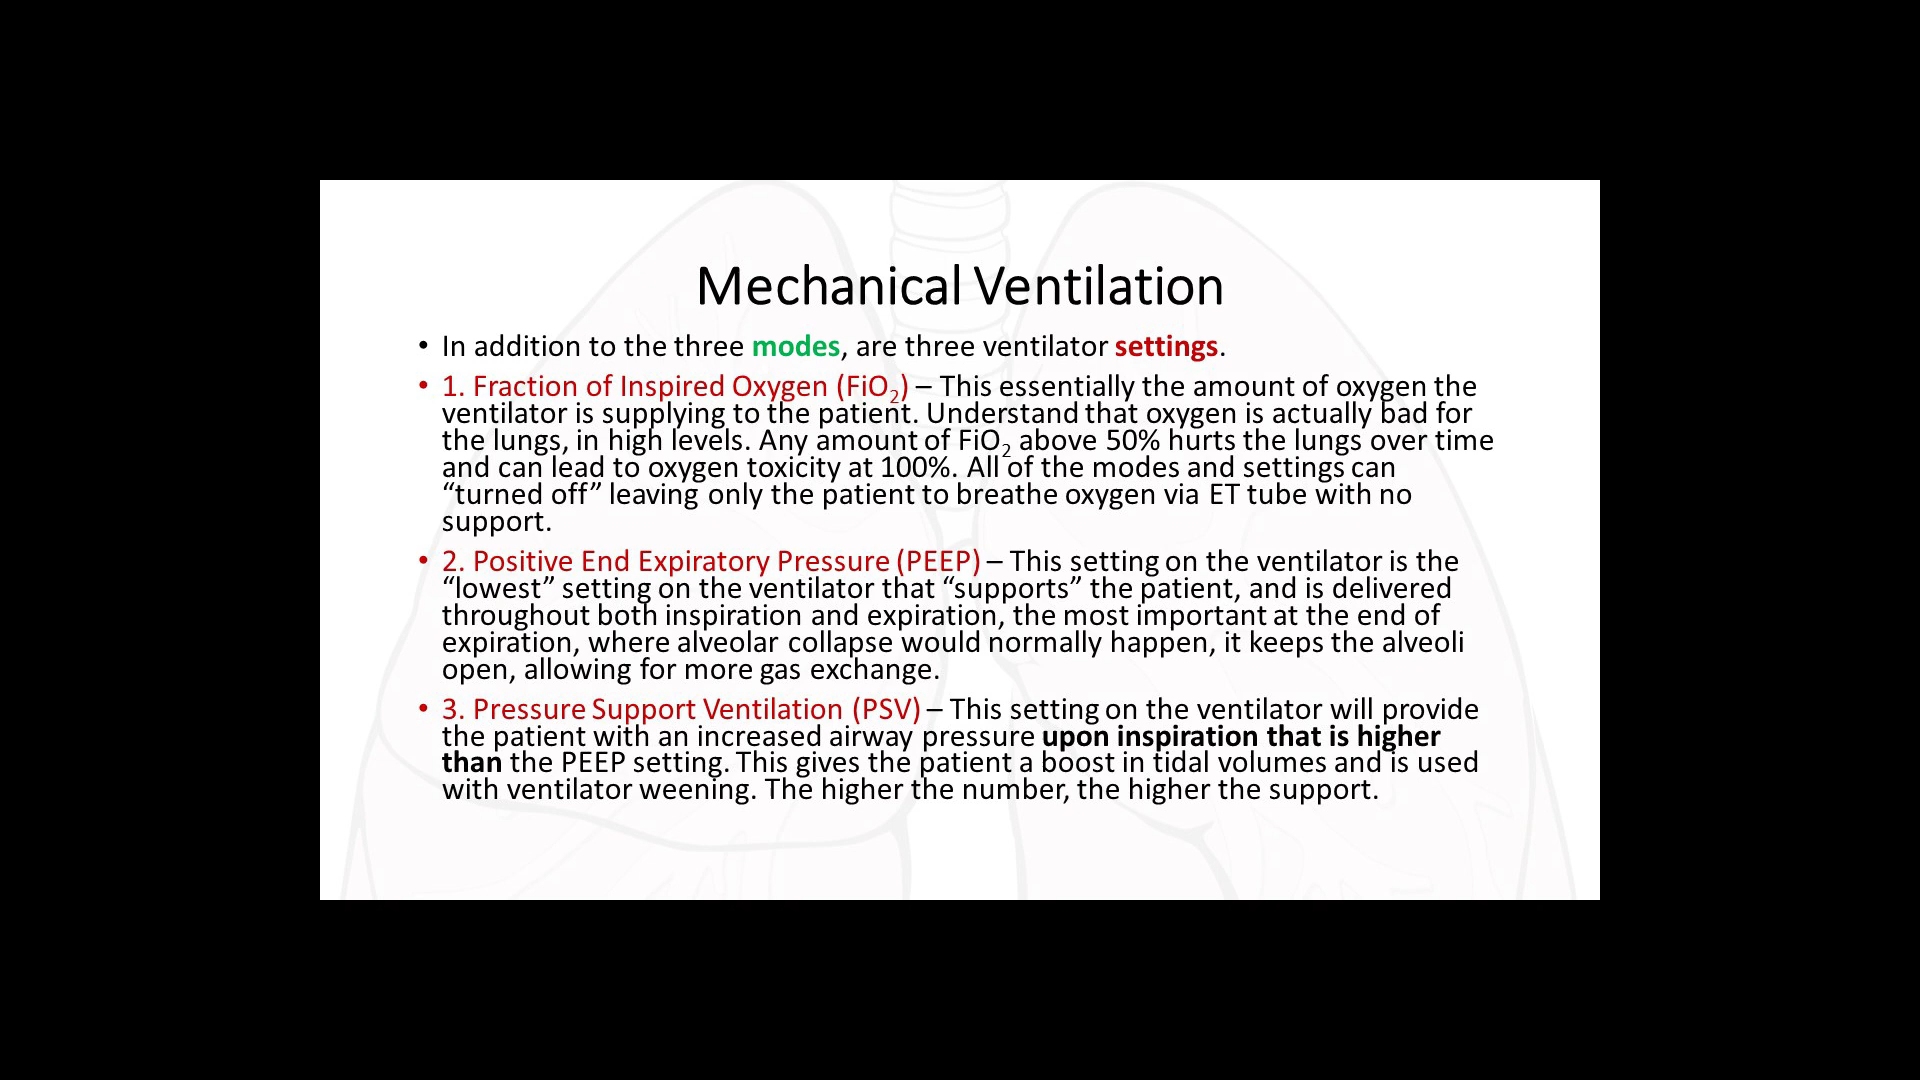 Mechanical Ventilation
• In addition to the three modes, are three ventilator settings.
• 1. Fraction of Inspired Oxygen (FiO₂) – This essentially the amount of oxygen the
ventilator is supplying to the patient. Understand that oxygen is actually bad for
the lungs, in high levels. Any amount of FiO₂ above 50% hurts the lungs over time
and can lead to oxygen toxicity at 100%. All of the modes and settings can
“turned off” leaving only the patient to breathe oxygen via ET tube with no
support.
• 2. Positive End Expiratory Pressure (PEEP) – This setting on the ventilator is the
“lowest” setting on the ventilator that “supports” the patient, and is delivered
throughout both inspiration and expiration, the most important at the end of
expiration, where alveolar collapse would normally happen, it keeps the alveoli
open, allowing for more gas exchange.
• 3. Pressure Support Ventilation (PSV) – This setting on the ventilator will provide
the patient with an increased airway pressure upon inspiration that is higher
than the PEEP setting. This gives the patient a boost in tidal volumes and is used
with ventilator weening. The higher the number, the higher the support.